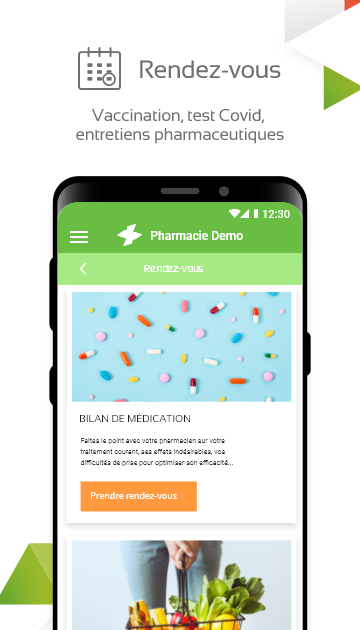 Rendez-vous
Vaccination, test Covid,
entretiens pharmaceutiques
12:30
Pharmacie Demo
Rendez-vous
BILAN DE MÉDICATION
Faites le point avec votre pharmacien sur votre
traitement courant, ses effets indésirables, vos
difficultés de prise pour optimiser son efficacité...
Prendre rendez-vous